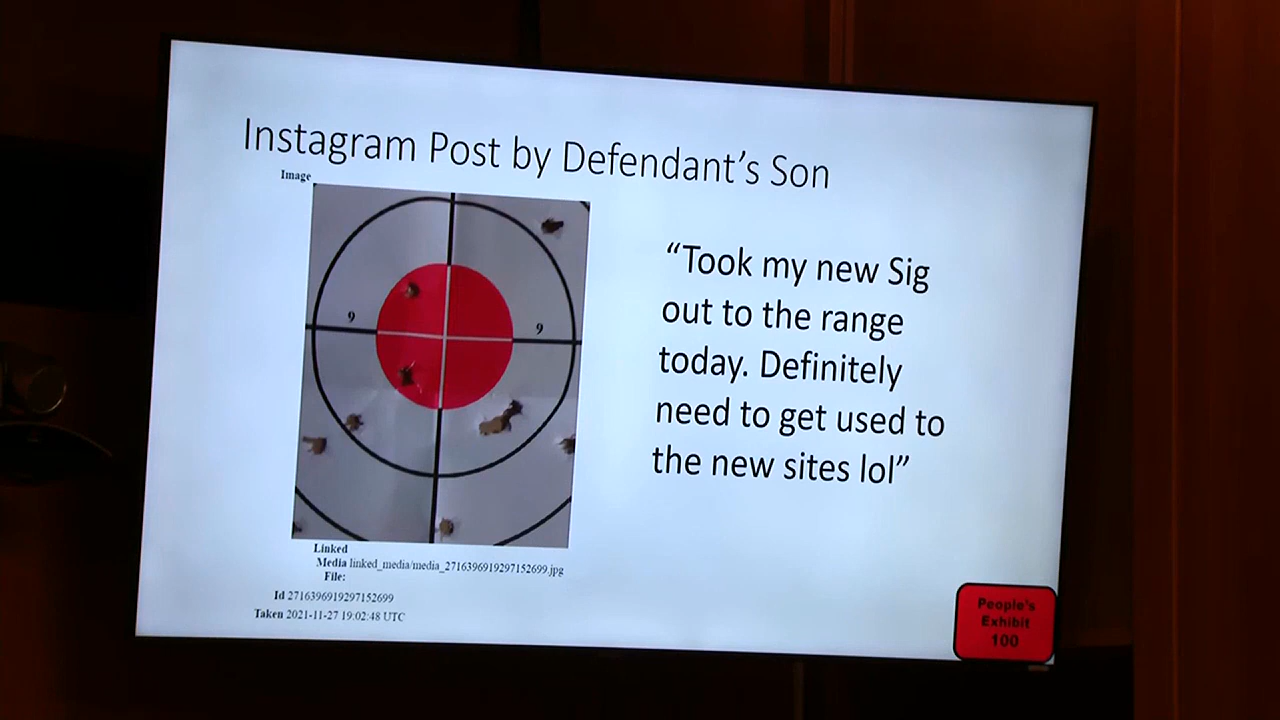 Instagram Post by Defendant's Son
Image
9
9
“Took my new Sig
out to the range
today. Definitely
need to get used to
the new sites lol”
Linked
Media linked_media/media_2716396919297152699.jpg
File:
Id 2716396919297152699
Taken 2021-11-27 19:02:48 UTC
People's
Exhibit
100